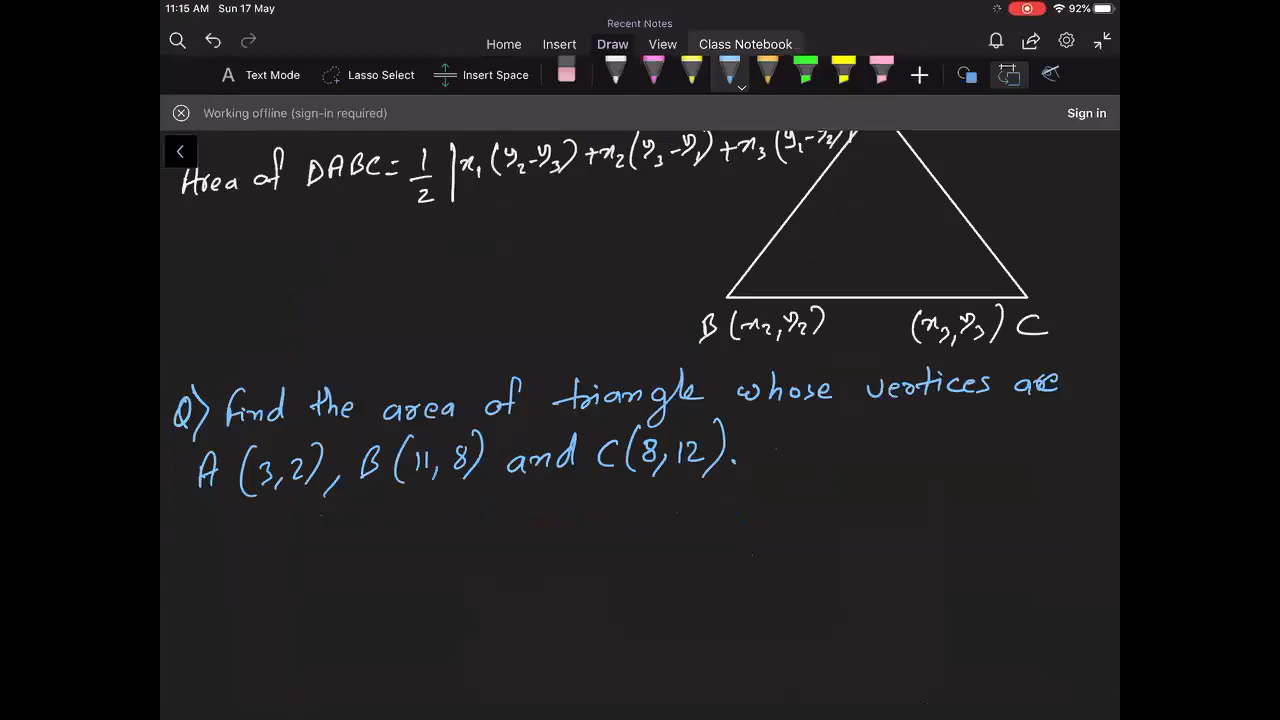 11:15 AM Sun 17 May
92%
Recent Notes
Home Insert Draw View Class Notebook
A Text Mode Lasso Select Insert Space
Working offline (sign-in required) Sign in
Area of ΔABC = 1/2 |x₁(y₂-y₃)+x₂(y₃-y₁)+x₃(y₁-y₂)
B (x₂,y₂) (x₃,y₃) C
Q) Find the area of triangle whose vertices are
A (3,2), B (11, 8) and C (8,12).